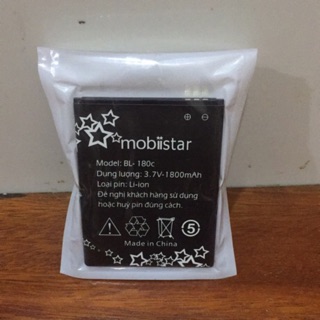 mobiistar
Model: BL- 180c
Dung lượng: 3.7V-1800mAh
Loại pin: Li-ion
Đề nghị khách hàng sử dụng
hoặc huỷ pin đúng cách.
5
Made in China